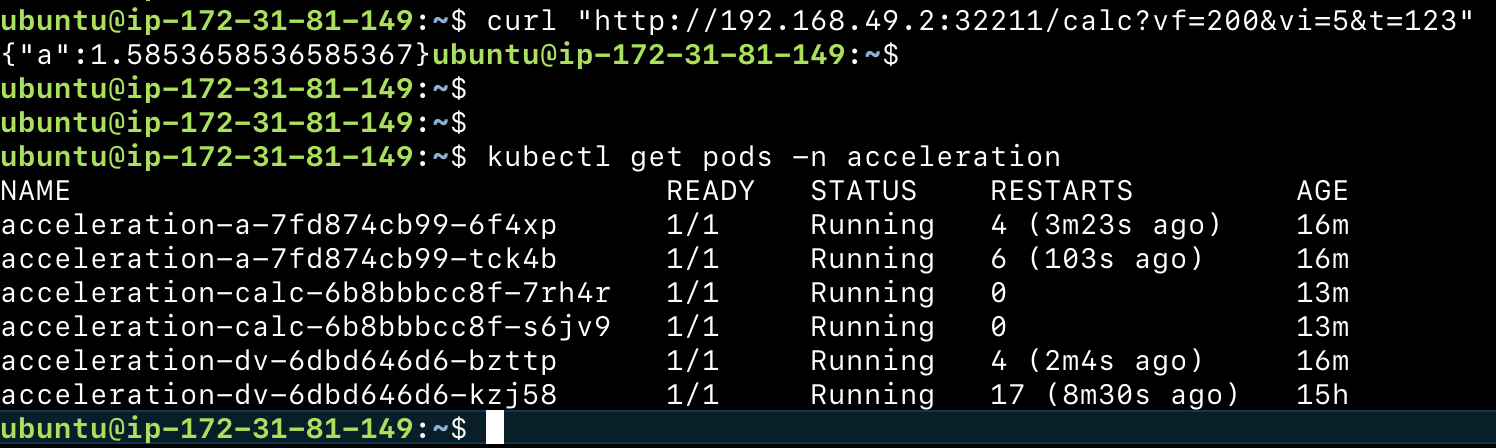 ubuntu@ip-172-31-81-149:~$ curl "http://192.168.49.2:32211/calc?vf=200&vi=5&t=123"
{"a":1.5853658536585367}ubuntu@ip-172-31-81-149:~$
ubuntu@ip-172-31-81-149:~$
ubuntu@ip-172-31-81-149:~$
ubuntu@ip-172-31-81-149:~$ kubectl get pods -n acceleration
NAME READY STATUS RESTARTS AGE
acceleration-a-7fd874cb99-6f4xp 1/1 Running 4 (3m23s ago) 16m
acceleration-a-7fd874cb99-tck4b 1/1 Running 6 (103s ago) 16m
acceleration-calc-6b8bbbcc8f-7rh4r 1/1 Running 0 13m
acceleration-calc-6b8bbbcc8f-s6jv9 1/1 Running 0 13m
acceleration-dv-6dbd646d6-bzttp 1/1 Running 4 (2m4s ago) 16m
acceleration-dv-6dbd646d6-kzj58 1/1 Running 17 (8m30s ago) 15h
ubuntu@ip-172-31-81-149:~$